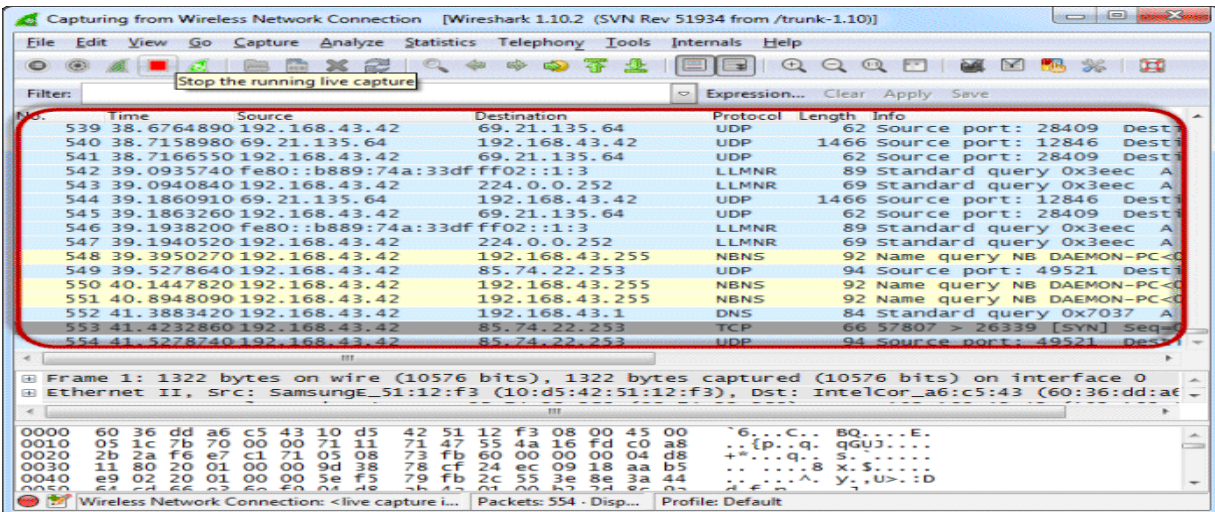 Capturing from Wireless Network Connection [Wireshark 1.10.2 (SVN Rev 51934 from /trunk-1.10)]
File Edit View Go Capture Analyze Statistics Telephony Tools Internals Help
Stop the running live capture
Filter: Expression... Clear Apply Save
No. Time Source Destination Protocol Length Info
539 38.6764890 192.168.43.42 69.21.135.64 UDP 62 Source port: 28409 Desti
540 38.7158980 69.21.135.64 192.168.43.42 UDP 1466 Source port: 12846 Desti
541 38.7166550 192.168.43.42 69.21.135.64 UDP 62 Source port: 28409 Desti
542 39.0935740 fe80::b889:74a:33df ff02::1:3 LLMNR 89 Standard query 0x3eec A
543 39.0940840 192.168.43.42 224.0.0.252 LLMNR 69 Standard query 0x3eec A
544 39.1860910 69.21.135.64 192.168.43.42 UDP 1466 Source port: 12846 Desti
545 39.1863260 192.168.43.42 69.21.135.64 UDP 62 Source port: 28409 Desti
546 39.1938200 fe80::b889:74a:33df ff02::1:3 LLMNR 89 Standard query 0x3eec A
547 39.1940520 192.168.43.42 224.0.0.252 LLMNR 69 Standard query 0x3eec A
548 39.3950270 192.168.43.42 192.168.43.255 NBNS 92 Name query NB DAEMON-PC<0
549 39.5278640 192.168.43.42 85.74.22.253 UDP 94 Source port: 49521 Desti
550 40.1447820 192.168.43.42 192.168.43.255 NBNS 92 Name query NB DAEMON-PC<0
551 40.8948090 192.168.43.42 192.168.43.255 NBNS 92 Name query NB DAEMON-PC<0
552 41.3883420 192.168.43.42 192.168.43.1 DNS 84 Standard query 0x7037 A
553 41.4232860 192.168.43.42 85.74.22.253 TCP 66 57807 > 26339 [SYN] Seq=0
554 41.5278740 192.168.43.42 85.74.22.253 UDP 94 Source port: 49521 Desti
Frame 1: 1322 bytes on wire (10576 bits), 1322 bytes captured (10576 bits) on interface 0
Ethernet II, Src: SamsungE_51:12:f3 (10:d5:42:51:12:f3), Dst: IntelCor_a6:c5:43 (60:36:dd:a6
0000 60 36 dd a6 c5 43 10 d5 42 51 12 f3 08 00 45 00 `6...C.. BQ....E.
0010 05 1c 7b 70 00 00 71 11 71 47 55 4a 16 fd c0 a8 ..{p..q. qGUJ....
0020 2b 2a f6 e7 c1 71 05 08 73 fb 60 00 00 00 04 d8 +*...q.. s.`.....
0030 11 80 20 01 00 00 9d 38 78 cf 24 ec 09 18 aa b5 .. ....8 x.$.....
0040 e9 02 20 01 00 00 5e f5 79 fb 2c 55 3e 8e 3a 44 .. ...^. y.,U>.:D
Wireless Network Connection: <live capture i... Packets: 554 · Disp... Profile: Default